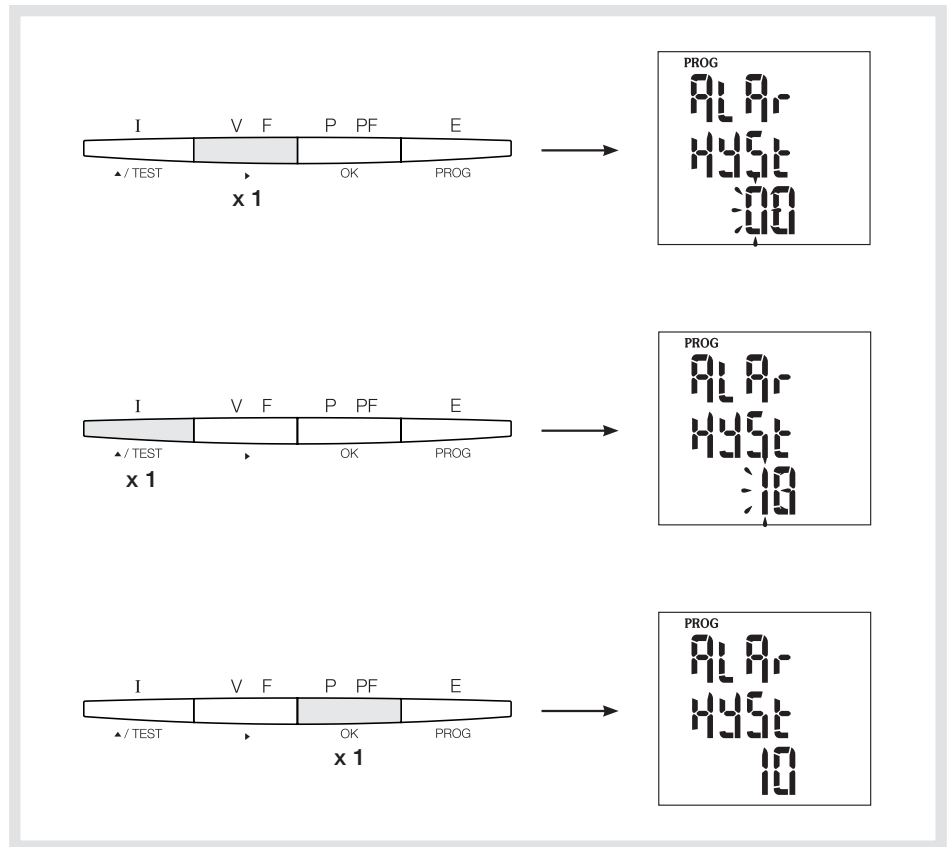 PROG
ALAr
HYSt
00
I V F P PF E
▲ / TEST ▸ OK PROG
x 1
PROG
ALAr
HYSt
10
I V F P PF E
▲ / TEST ▸ OK PROG
x 1
PROG
ALAr
HYSt
10
I V F P PF E
▲ / TEST ▸ OK PROG
x 1